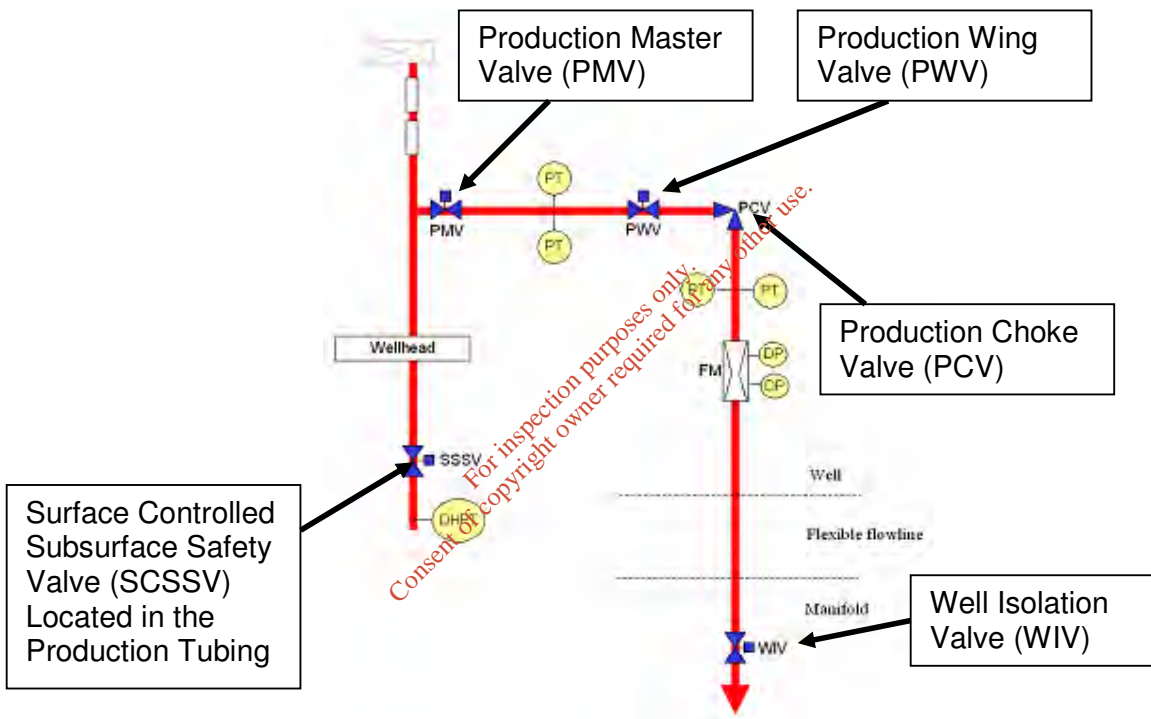 Production Master
Valve (PMV)
Production Wing
Valve (PWV)
PT
PMV
PT
PWV
PCV
PT
PT
Production Choke
Valve (PCV)
Wellhead
FM
DP
DP
SSSV
DHPT
For inspection purposes only.
Consent of copyright owner required for any other use.
Well
Flexible flowline
Manifold
Surface Controlled
Subsurface Safety
Valve (SCSSV)
Located in the
Production Tubing
WIV
Well Isolation
Valve (WIV)